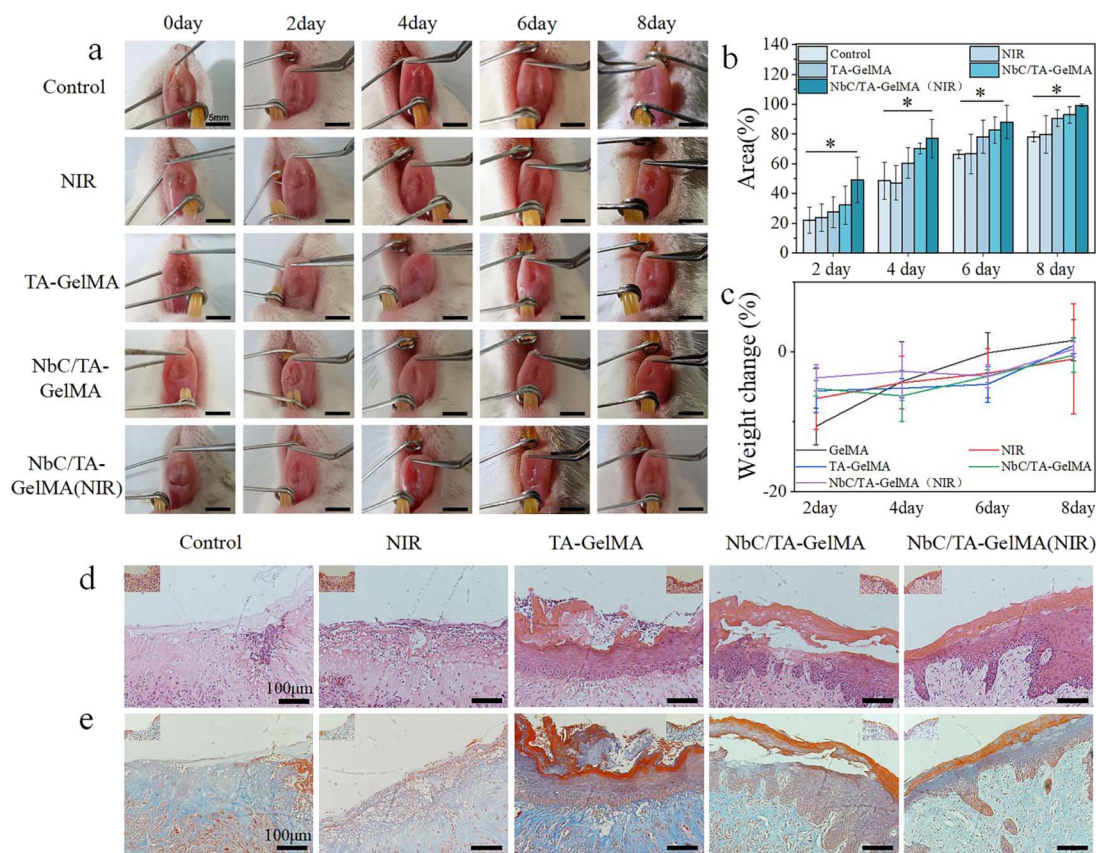 a
0day
2day
4day
6day
8day
Control
5mm
NIR
TA-GelMA
NbC/TA-
GelMA
NbC/TA-
GelMA(NIR)
b
140
120
100
80
60
40
20
0
Area(%)
Control
NIR
TA-GelMA
NbC/TA-GelMA
NbC/TA-GelMA（NIR）
*
*
*
*
2 day
4 day
6 day
8 day
c
Weight change (%)
0
-20
GelMA
NIR
TA-GelMA
NbC/TA-GelMA
NbC/TA-GelMA（NIR）
2day
4day
6day
8day
Control
NIR
TA-GelMA
NbC/TA-GelMA
NbC/TA-GelMA(NIR)
d
100μm
e
100μm